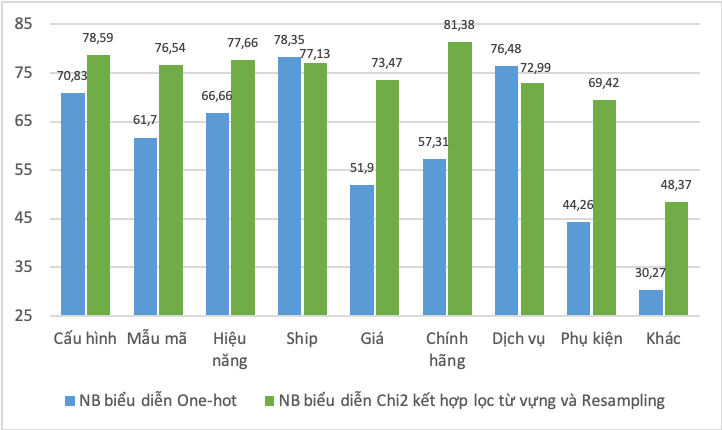 85
75
65
55
45
35
25
70,83
78,59
61,7
76,54
66,66
77,66
78,35
77,13
51,9
73,47
57,31
81,38
76,48
72,99
44,26
69,42
30,27
48,37
Cấu hình
Mẫu mã
Hiệu
năng
Ship
Giá
Chính
hãng
Dịch vụ
Phụ kiện
Khác
NB biểu diễn One-hot
NB biểu diễn Chi2 kết hợp lọc từ vựng và Resampling